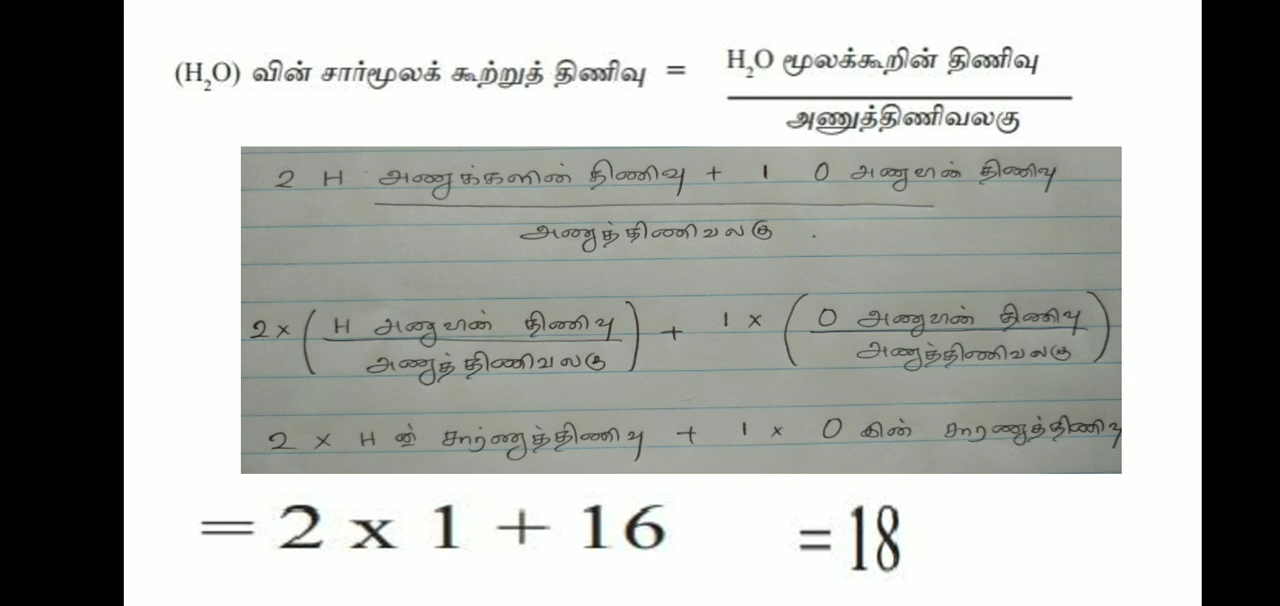 (H₂O) வின் சார்மூலக் கூற்றுத் திணிவு = H₂O மூலக்கூறின் திணிவு
அணுத்திணிவலகு
2 H அணுக்களின் திணிவு + 1 O அணுவின் திணிவு
அணுத்திணிவலகு .
2 × ( H அணுவின் திணிவு ) + 1 × ( O அணுவின் திணிவு )
அணுத்திணிவலகு அணுத்திணிவலகு
2 × H ன் சாரணுத்திணிவு + 1 × O வின் சாரணுத்திணிவு
= 2 x 1 + 16 = 18